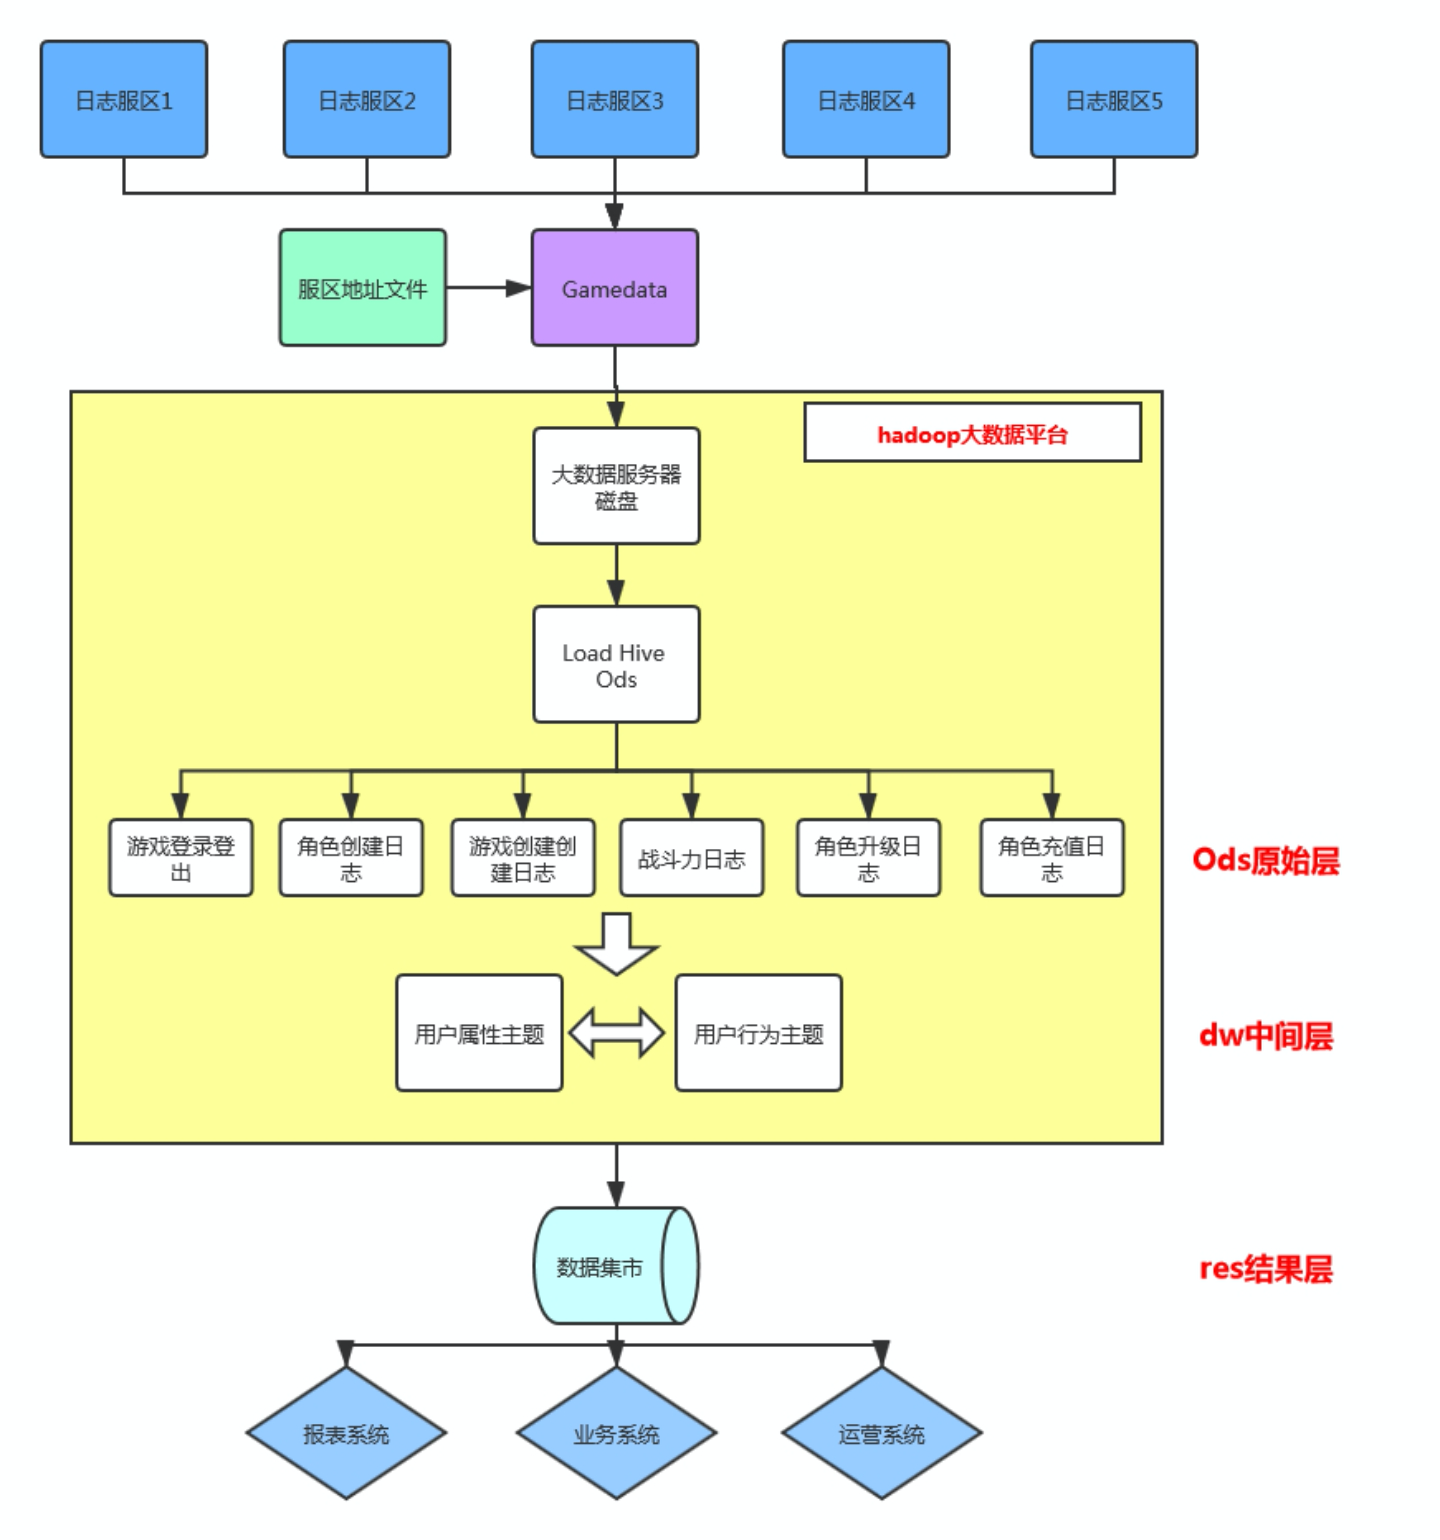 日志服区1
日志服区2
日志服区3
日志服区4
日志服区5
服区地址文件
Gamedata
hadoop大数据平台
大数据服务器
磁盘
Load Hive
Ods
游戏登录登
出
角色创建日
志
游戏创建创
建日志
战斗力日志
角色升级日
志
角色充值日
志
Ods原始层
用户属性主题
用户行为主题
dw中间层
数据集市
res结果层
报表系统
业务系统
运营系统